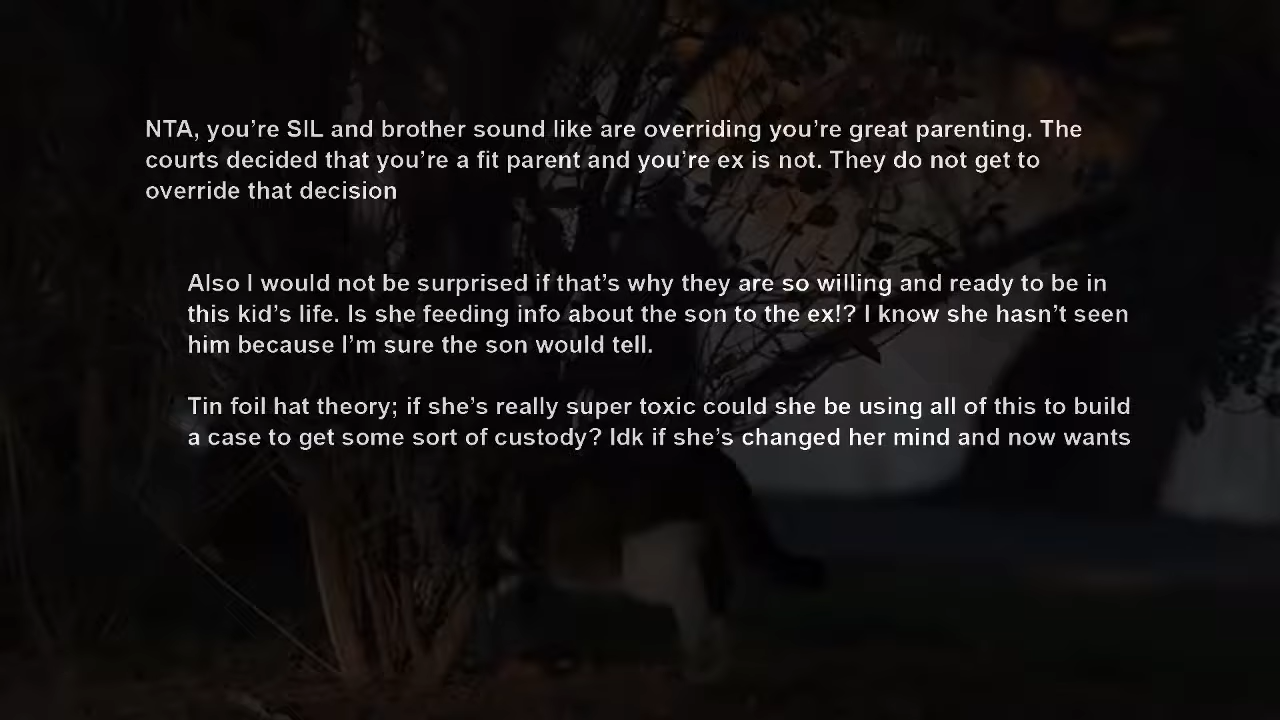 NTA, you’re SIL and brother sound like are overriding you’re great parenting. The
courts decided that you’re a fit parent and you’re ex is not. They do not get to
override that decision
Also I would not be surprised if that’s why they are so willing and ready to be in
this kid’s life. Is she feeding info about the son to the ex!? I know she hasn’t seen
him because I’m sure the son would tell.
Tin foil hat theory; if she’s really super toxic could she be using all of this to build
a case to get some sort of custody? Idk if she’s changed her mind and now wants